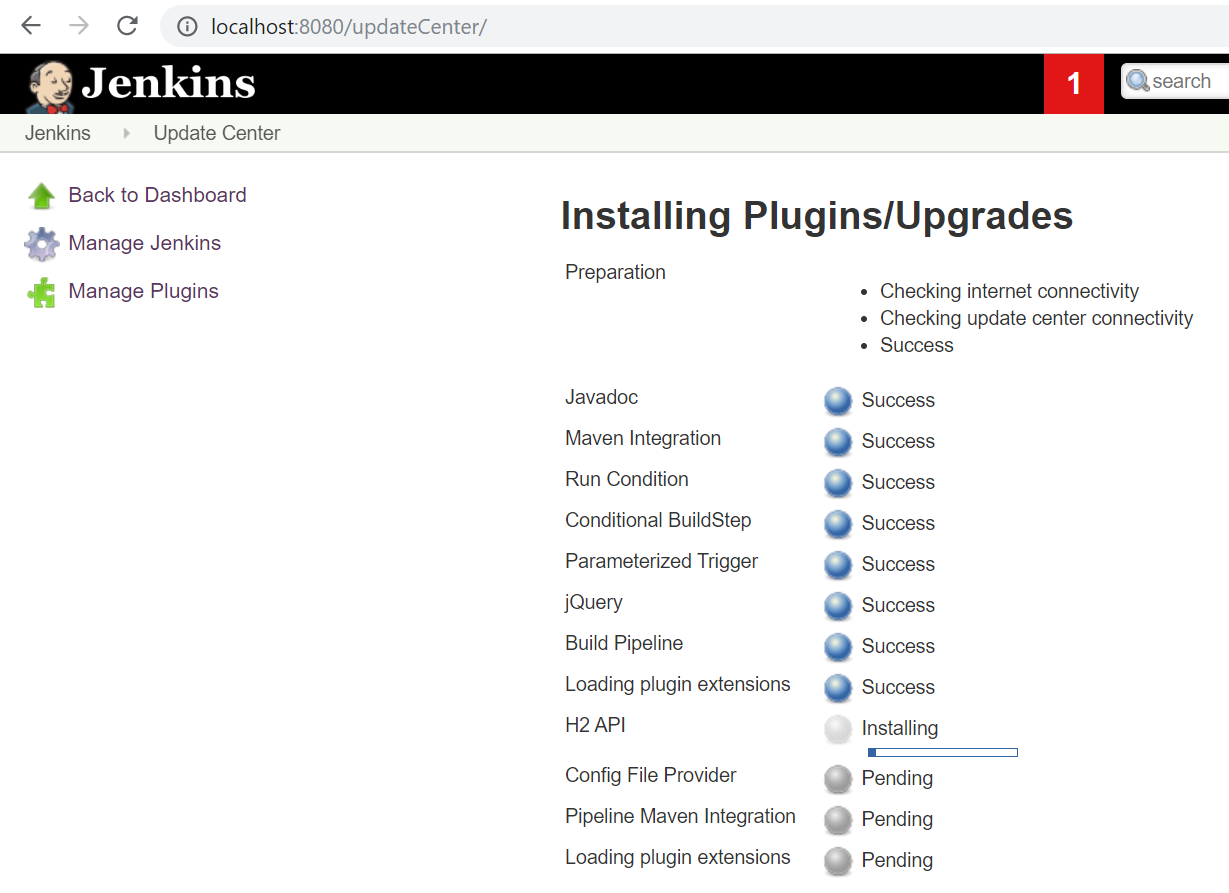 localhost:8080/updateCenter/
Jenkins
1
search
Jenkins
Update Center
Back to Dashboard
Manage Jenkins
Manage Plugins
Installing Plugins/Upgrades
Preparation
Checking internet connectivity
Checking update center connectivity
Success
Javadoc Success
Maven Integration Success
Run Condition Success
Conditional BuildStep Success
Parameterized Trigger Success
jQuery Success
Build Pipeline Success
Loading plugin extensions Success
H2 API Installing
Config File Provider Pending
Pipeline Maven Integration Pending
Loading plugin extensions Pending